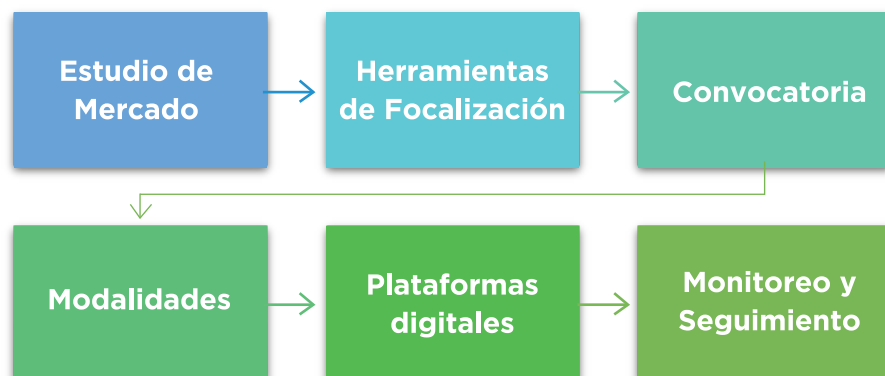 Estudio de
Mercado
Herramientas
de Focalización
Convocatoria
Modalidades
Plataformas
digitales
Monitoreo y
Seguimiento